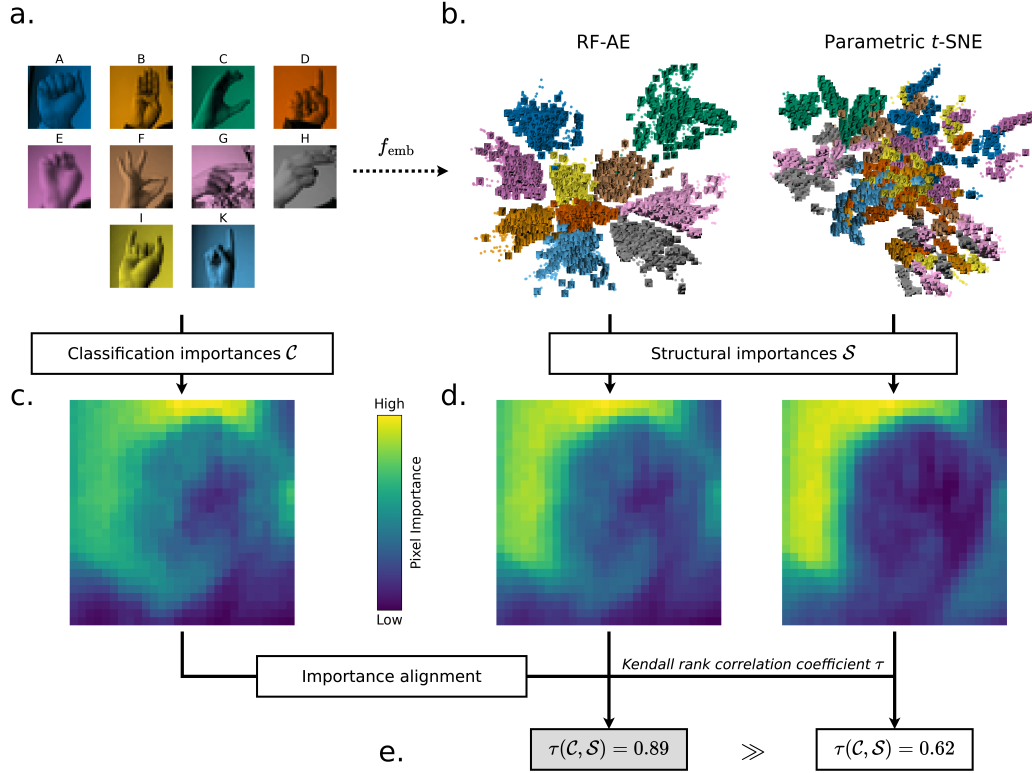 a.
A
B
C
D
E
F
G
H
I
K
f_emb
b.
RF-AE
Parametric t-SNE
Classification importances 𝒞
Structural importances 𝒮
c.
High
Pixel Importance
Low
d.
Importance alignment
Kendall rank correlation coefficient τ
e.
τ(𝒞, 𝒮) = 0.89
≫
τ(𝒞, 𝒮) = 0.62